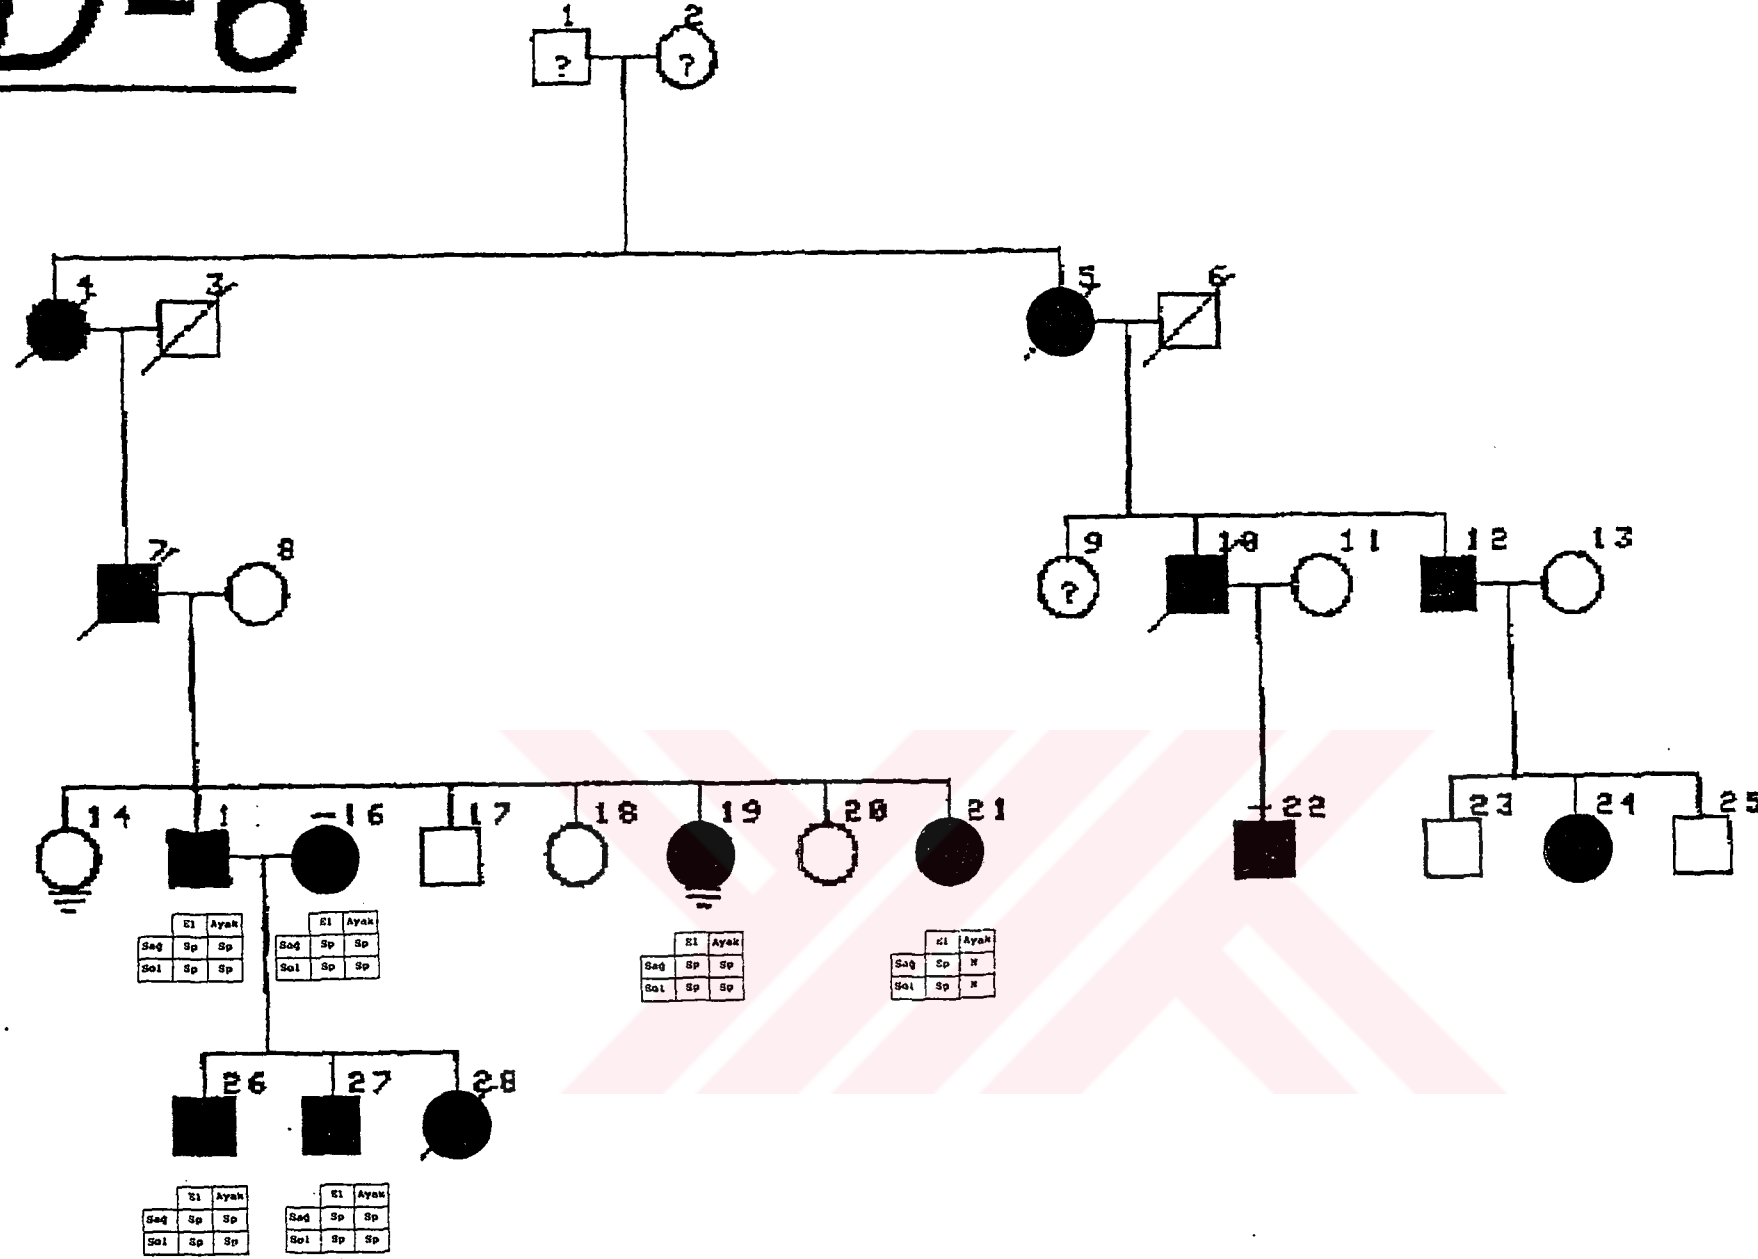 D-6
1 2
? ?
4 3 5 6
7 8 9 10 11 12 13
?
14 1 -16 17 18 19 20 21 22 23 24 25
El Ayak
Sağ Sp Sp
Sol Sp Sp
El Ayak
Sağ Sp Sp
Sol Sp Sp
El Ayak
Sağ Sp Sp
Sol Sp Sp
El Ayak
Sağ Sp N
Sol Sp N
26 27 28
El Ayak
Sağ Sp Sp
Sol Sp Sp
El Ayak
Sağ Sp Sp
Sol Sp Sp